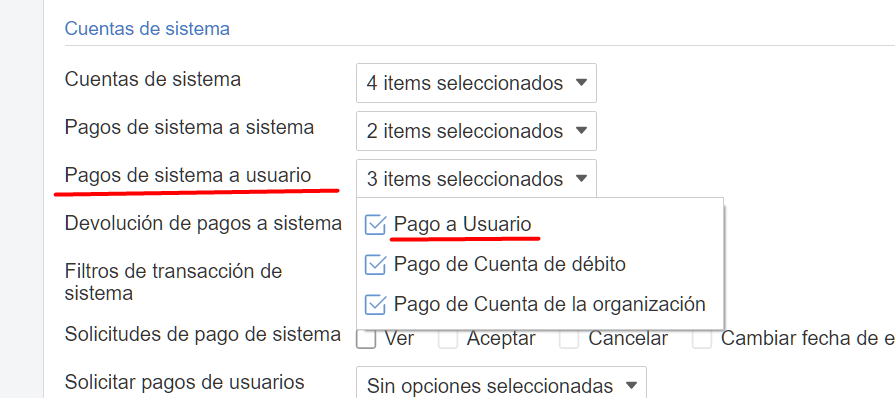 Cuentas de sistema
Cuentas de sistema
4 items seleccionados
Pagos de sistema a sistema
2 items seleccionados
Pagos de sistema a usuario
3 items seleccionados
Devolución de pagos a sistema
Pago a Usuario
Pago de Cuenta de débito
Pago de Cuenta de la organización
Filtros de transacción de
sistema
Solicitudes de pago de sistema
Ver Aceptar Cancelar Cambiar fecha de e
Solicitar pagos de usuarios
Sin opciones seleccionadas